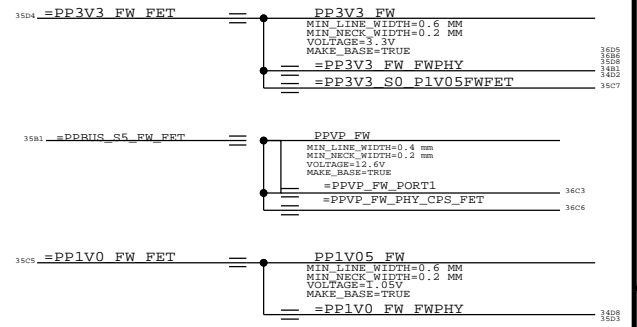 35D4 =PP3V3_FW_FET PP3V3_FW
MIN_LINE_WIDTH=0.6 MM
MIN_NECK_WIDTH=0.2 MM
VOLTAGE=3.3V
MAKE_BASE=TRUE
36D5
36B6
=PP3V3_FW_FWPHY 35D8
34B1
34D2
=PP3V3_S0_P1V05FWFET 35C7
35B1 =PPBUS_S5_FW_FET PPVP_FW
MIN_LINE_WIDTH=0.4 mm
MIN_NECK_WIDTH=0.2 mm
VOLTAGE=12.6V
MAKE_BASE=TRUE
=PPVP_FW_PORT1 36C3
=PPVP_FW_PHY_CPS_FET 36C6
35C5 =PP1V0_FW_FET PP1V05_FW
MIN_LINE_WIDTH=0.6 MM
MIN_NECK_WIDTH=0.2 MM
VOLTAGE=1.05V
MAKE_BASE=TRUE
=PP1V0_FW_FWPHY 34D8
35D3